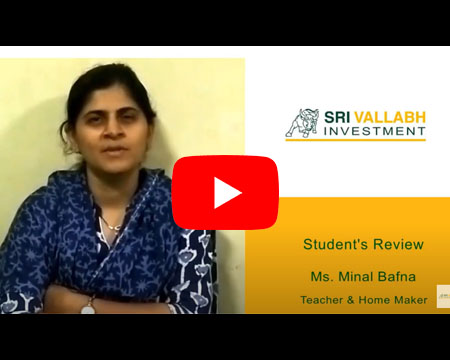 SRI VALLABH
INVESTMENT
Student's Review
Ms. Minal Bafna
Teacher & Home Maker